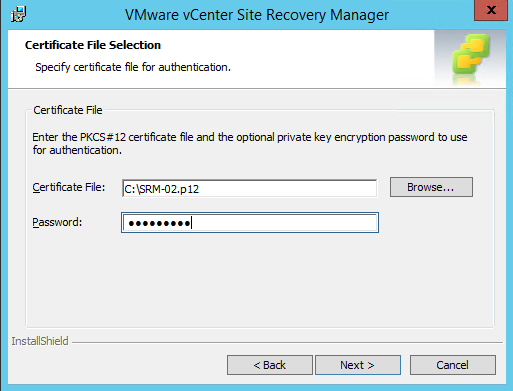 VMware vCenter Site Recovery Manager
x
Certificate File Selection
Specify certificate file for authentication.
Certificate File
Enter the PKCS#12 certificate file and the optional private key encryption password to use
for authentication.
Certificate File: C:\SRM-02.p12 Browse...
Password: ●●●●●●●●●
InstallShield
< Back Next > Cancel